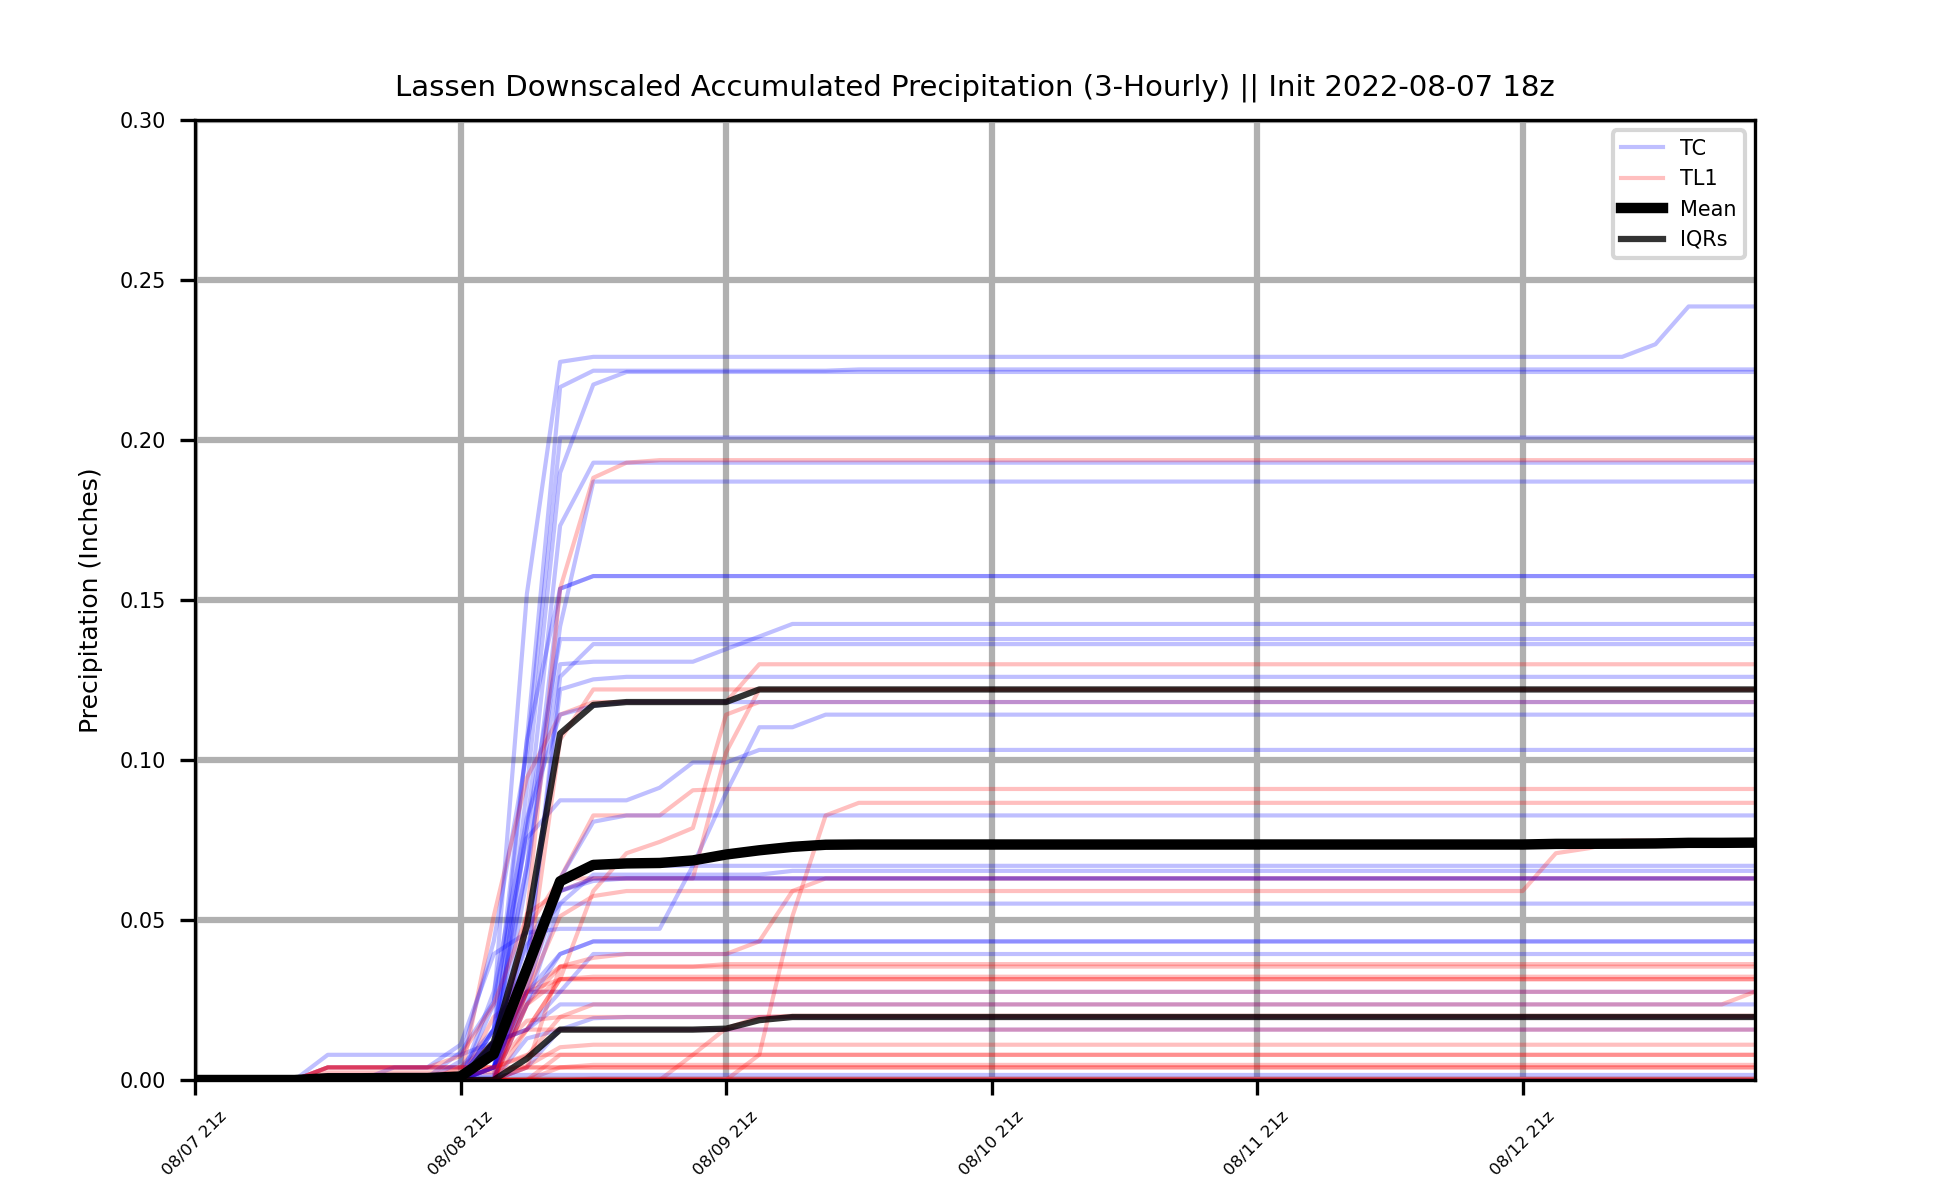 Lassen Downscaled Accumulated Precipitation (3-Hourly) || Init 2022-08-07 18z
TC
TL1
Mean
IQRs
Precipitation (Inches)
0.30
0.25
0.20
0.15
0.10
0.05
0.00
08/07 21z
08/08 21z
08/09 21z
08/10 21z
08/11 21z
08/12 21z